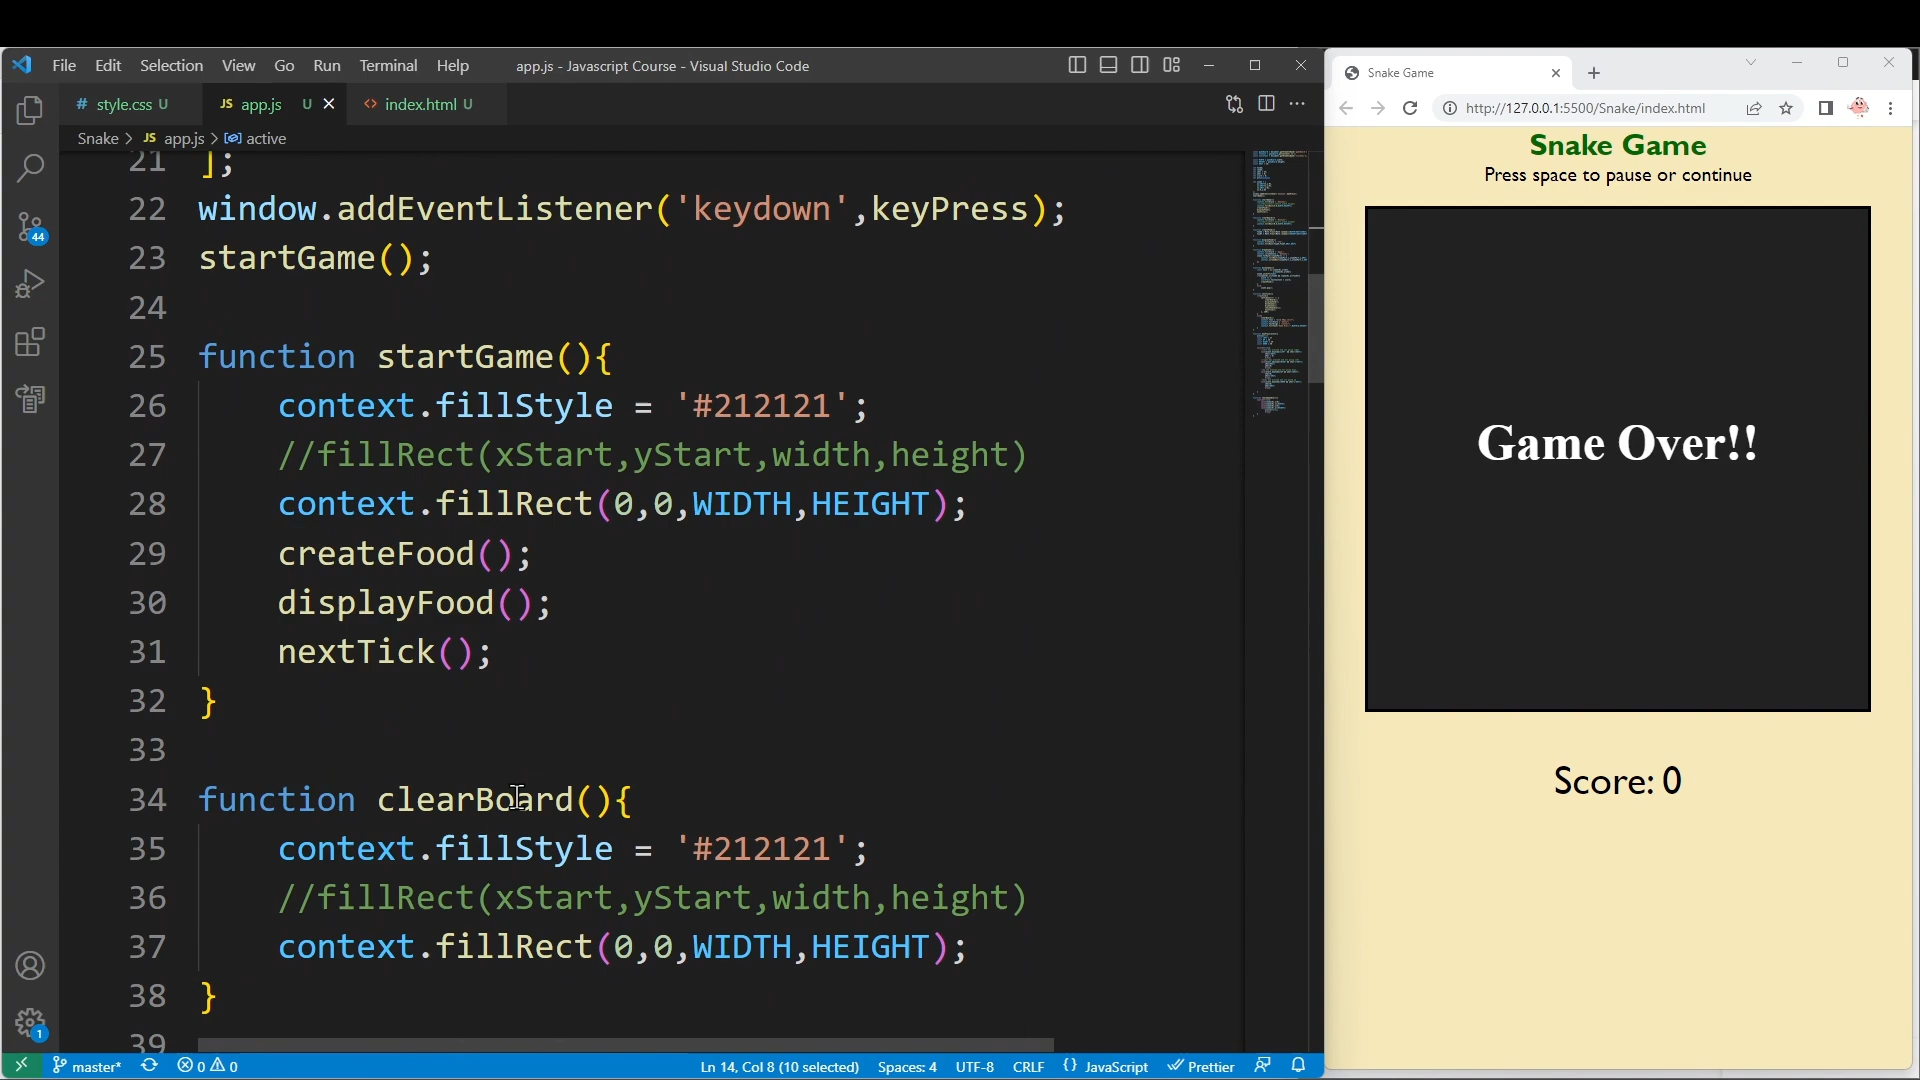 File Edit Selection View Go Run Terminal Help
app.js - Javascript Course - Visual Studio Code
# style.css U
JS app.js U
<> index.html U
Snake > JS app.js > active
21 ];
22 window.addEventListener('keydown',keyPress);
23 startGame();
24
25 function startGame(){
26 context.fillStyle = '#212121';
27 //fillRect(xStart,yStart,width,height)
28 context.fillRect(0,0,WIDTH,HEIGHT);
29 createFood();
30 displayFood();
31 nextTick();
32 }
33
34 function clearBoard(){
35 context.fillStyle = '#212121';
36 //fillRect(xStart,yStart,width,height)
37 context.fillRect(0,0,WIDTH,HEIGHT);
38 }
39
44
1
master* 0 0 Ln 14, Col 8 (10 selected) Spaces: 4 UTF-8 CRLF {} JavaScript Prettier
Snake Game
http://127.0.0.1:5500/Snake/index.html
Snake Game
Press space to pause or continue
Game Over!!
Score: 0